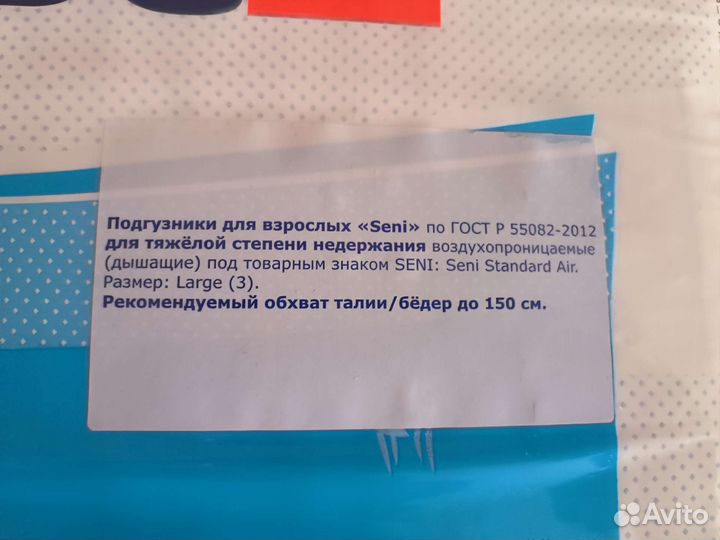 Подгузники для взрослых «Seni» по ГОСТ Р 55082-2012
для тяжёлой степени недержания воздухопроницаемые
(дышащие) под товарным знаком SENI: Seni Standard Air.
Размер: Large (3).
Рекомендуемый обхват талии/бёдер до 150 см.
Avito